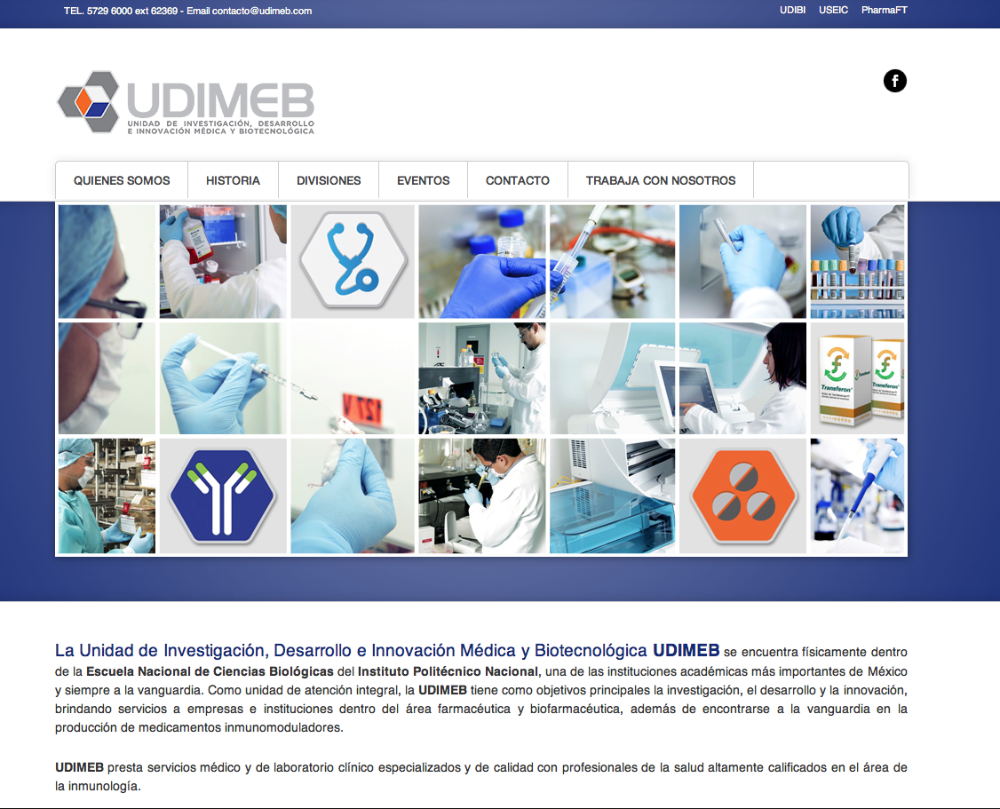 TEL. 5729 6000 ext 62369 - Email contacto@udimeb.com
UDIBI USEIC PharmaFT
f
UDIMEB
UNIDAD DE INVESTIGACIÓN, DESARROLLO
E INNOVACIÓN MÉDICA Y BIOTECNOLÓGICA
QUIENES SOMOS HISTORIA DIVISIONES EVENTOS CONTACTO TRABAJA CON NOSOTROS
Transferon
Transferon
La Unidad de Investigación, Desarrollo e Innovación Médica y Biotecnológica UDIMEB se encuentra físicamente dentro
de la Escuela Nacional de Ciencias Biológicas del Instituto Politécnico Nacional, una de las instituciones académicas más importantes de México
y siempre a la vanguardia. Como unidad de atención integral, la UDIMEB tiene como objetivos principales la investigación, el desarrollo y la innovación,
brindando servicios a empresas e instituciones dentro del área farmacéutica y biofarmacéutica, además de encontrarse a la vanguardia en la
producción de medicamentos inmunomoduladores.
UDIMEB presta servicios médico y de laboratorio clínico especializados y de calidad con profesionales de la salud altamente calificados en el área de
la inmunología.